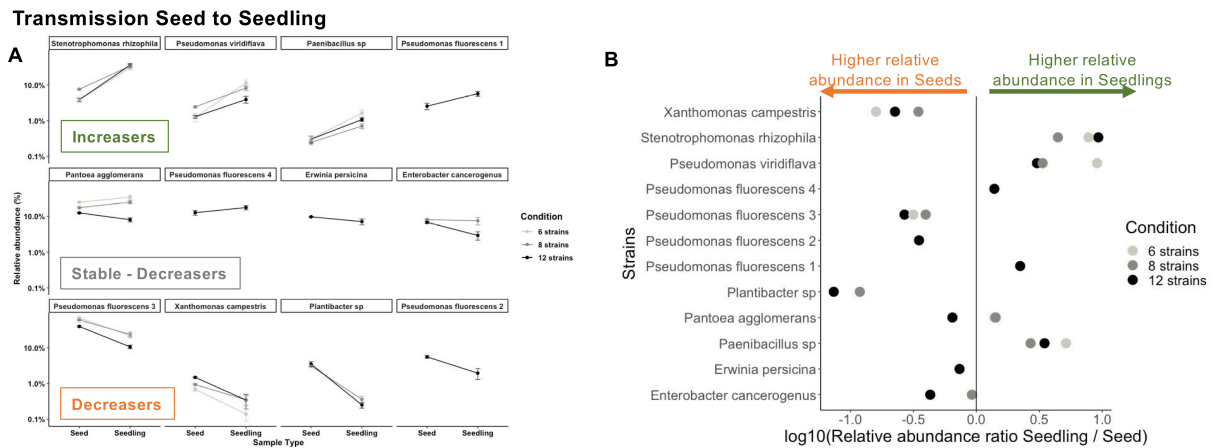 Transmission Seed to Seedling
A
Stenotrophomonas rhizophila
Pseudomonas viridiflava
Paenibacillus sp
Pseudomonas fluorescens 1
10.0%
1.0%
0.1%
Increasers
Pantoea agglomerans
Pseudomonas fluorescens 4
Erwinia persicina
Enterobacter cancerogenus
10.0%
1.0%
0.1%
Stable - Decreasers
Relative abundance (%)
Condition
6 strains
8 strains
12 strains
Pseudomonas fluorescens 3
Xanthomonas campestris
Plantibacter sp
Pseudomonas fluorescens 2
10.0%
1.0%
0.1%
Decreasers
Seed
Seedling
Seed
Seedling
Seed
Seedling
Seed
Seedling
Sample Type
B
Higher relative
abundance in Seeds
Higher relative
abundance in Seedlings
Strains
Xanthomonas campestris
Stenotrophomonas rhizophila
Pseudomonas viridiflava
Pseudomonas fluorescens 4
Pseudomonas fluorescens 3
Pseudomonas fluorescens 2
Pseudomonas fluorescens 1
Plantibacter sp
Pantoea agglomerans
Paenibacillus sp
Erwinia persicina
Enterobacter cancerogenus
-1.0
-0.5
0.0
0.5
1.0
log10(Relative abundance ratio Seedling / Seed)
Condition
6 strains
8 strains
12 strains